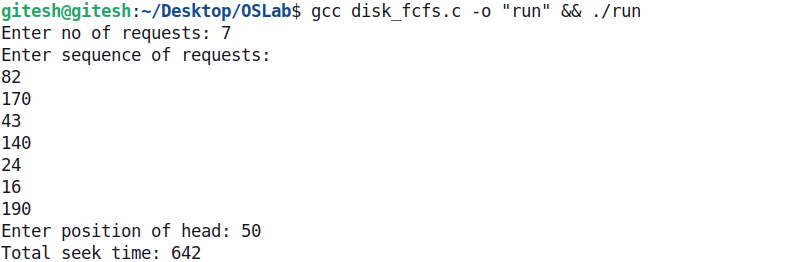 gitesh@gitesh:~/Desktop/OSLab$ gcc disk_fcfs.c -o "run" && ./run
Enter no of requests: 7
Enter sequence of requests:
82
170
43
140
24
16
190
Enter position of head: 50
Total seek time: 642